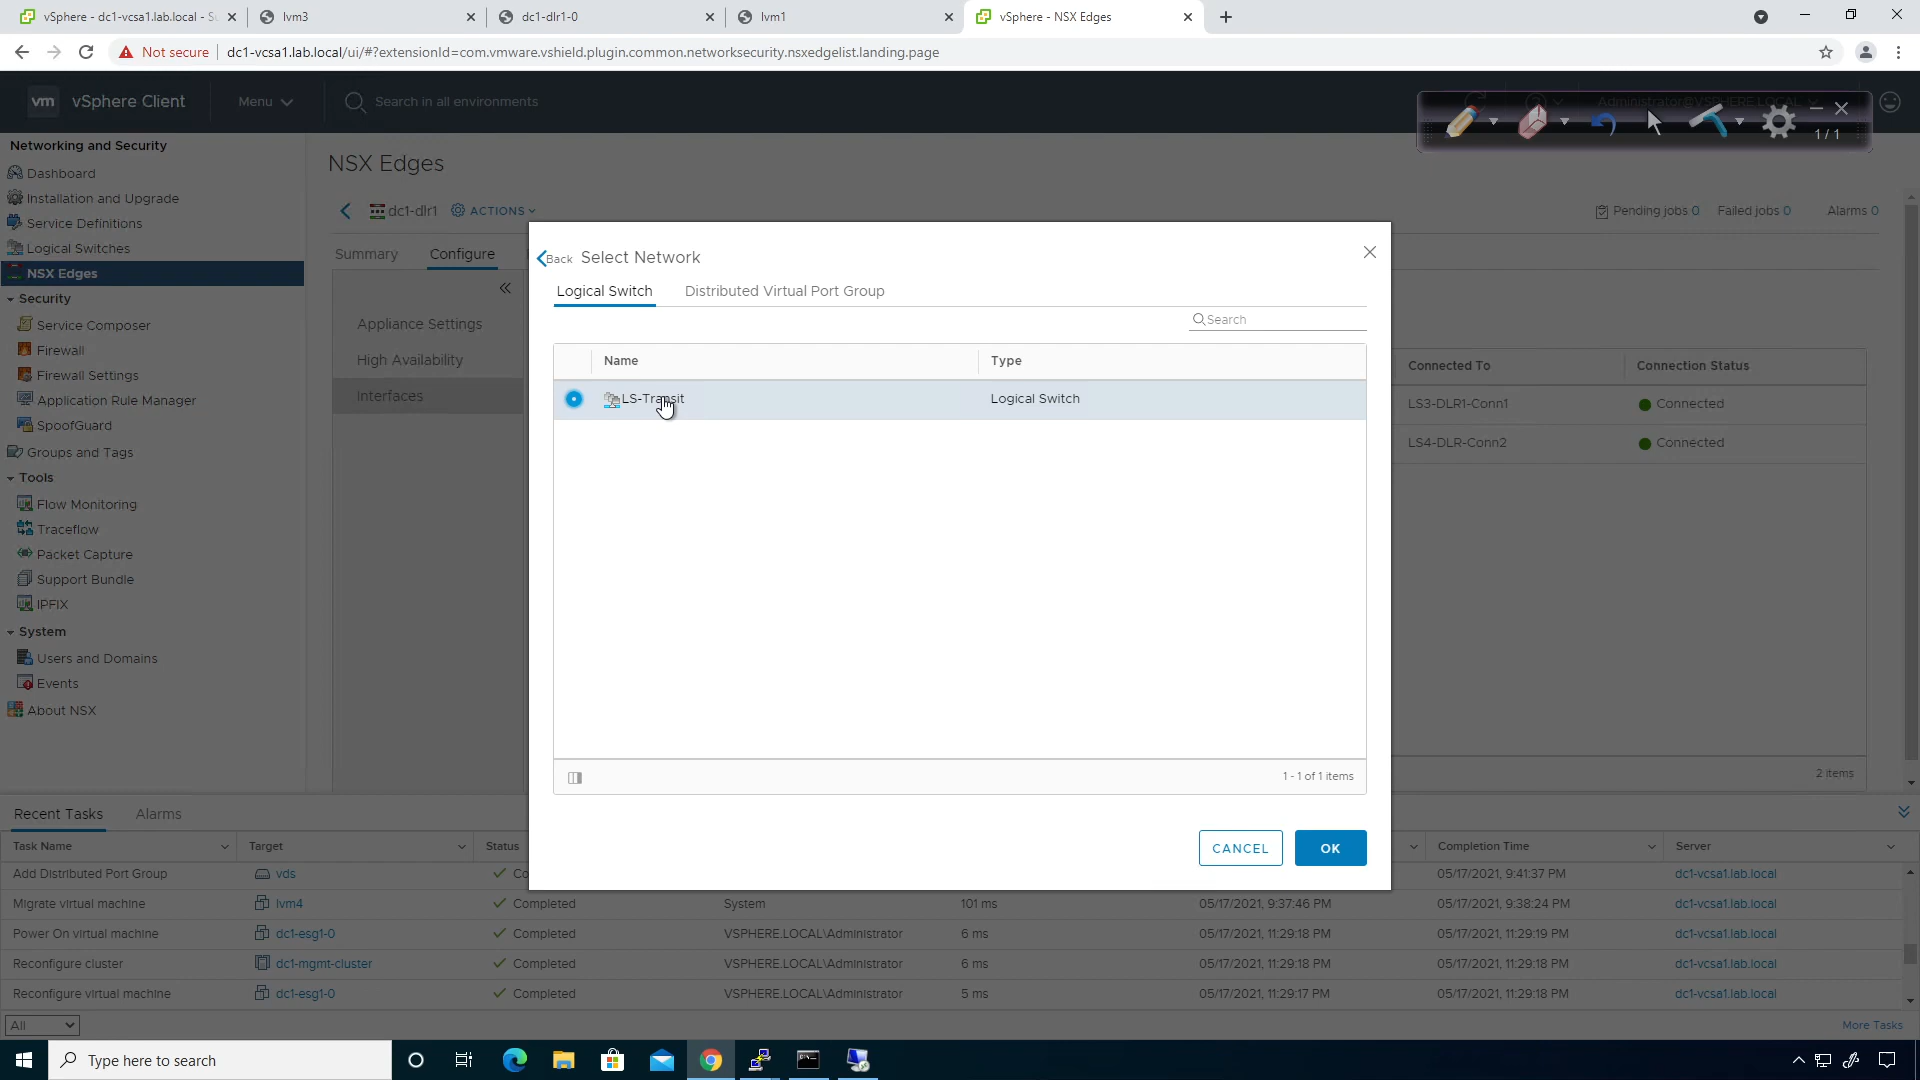 vSphere - dc1-vcsa1.lab.local - Su
lvm3
dc1-dlr1-0
lvm1
vSphere - NSX Edges
Not secure
dc1-vcsa1.lab.local/ui/#?extensionId=com.vmware.vshield.plugin.common.networksecurity.nsxedgelist.landing.page
vm vSphere Client
Menu
Search in all environments
Administrator@VSPHERE.LOCAL
1/1
Networking and Security
Dashboard
Installation and Upgrade
Service Definitions
Logical Switches
NSX Edges
Security
Service Composer
Firewall
Firewall Settings
Application Rule Manager
SpoofGuard
Groups and Tags
Tools
Flow Monitoring
Traceflow
Packet Capture
Support Bundle
IPFIX
System
Users and Domains
Events
About NSX
NSX Edges
dc1-dlr1 ACTIONS
Pending jobs 0 Failed jobs 0 Alarms 0
Summary Configure
Appliance Settings
High Availability
Interfaces
Back Select Network
Logical Switch Distributed Virtual Port Group
Search
Name Type
LS-Transit Logical Switch
1 - 1 of 1 items
CANCEL OK
Connected To Connection Status
LS3-DLR1-Conn1 Connected
LS4-DLR-Conn2 Connected
2 items
Recent Tasks Alarms
Task Name Target Status Completion Time Server
Add Distributed Port Group vds Co 05/17/2021, 9:41:37 PM dc1-vcsa1.lab.local
Migrate virtual machine lvm4 Completed System 101 ms 05/17/2021, 9:37:46 PM 05/17/2021, 9:38:24 PM dc1-vcsa1.lab.local
Power On virtual machine dc1-esg1-0 Completed VSPHERE.LOCAL\Administrator 6 ms 05/17/2021, 11:29:18 PM 05/17/2021, 11:29:19 PM dc1-vcsa1.lab.local
Reconfigure cluster dc1-mgmt-cluster Completed VSPHERE.LOCAL\Administrator 6 ms 05/17/2021, 11:29:18 PM 05/17/2021, 11:29:18 PM dc1-vcsa1.lab.local
Reconfigure virtual machine dc1-esg1-0 Completed VSPHERE.LOCAL\Administrator 5 ms 05/17/2021, 11:29:17 PM 05/17/2021, 11:29:18 PM dc1-vcsa1.lab.local
All More Tasks
Type here to search